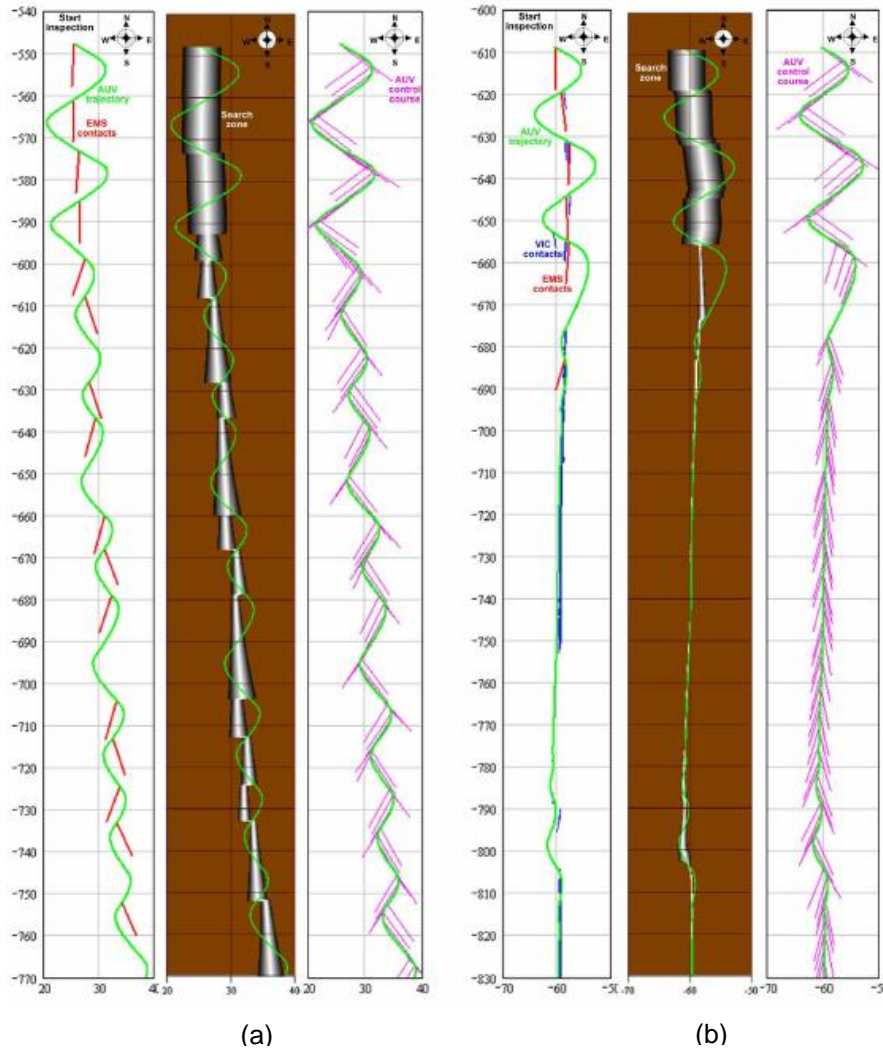 Start
inspection
N
W
E
S
AUV
trajectory
EMS
contacts
-540
-550
-560
-570
-580
-590
-600
-610
-620
-630
-640
-650
-660
-670
-680
-690
-700
-710
-720
-730
-740
-750
-760
-770
20
30
40
N
W
E
S
Search
zone
20
30
40
N
W
E
S
AUV
control
course
20
30
40
(a)
Start
inspection
N
W
E
S
AUV
trajectory
VIC
contacts
EMS
contacts
-600
-610
-620
-630
-640
-650
-660
-670
-680
-690
-700
-710
-720
-730
-740
-750
-760
-770
-780
-790
-800
-810
-820
-830
-70
-60
-50
N
W
E
S
Search
zone
-70
-60
-50
N
W
E
S
AUV
control
course
-70
-60
-50
(b)